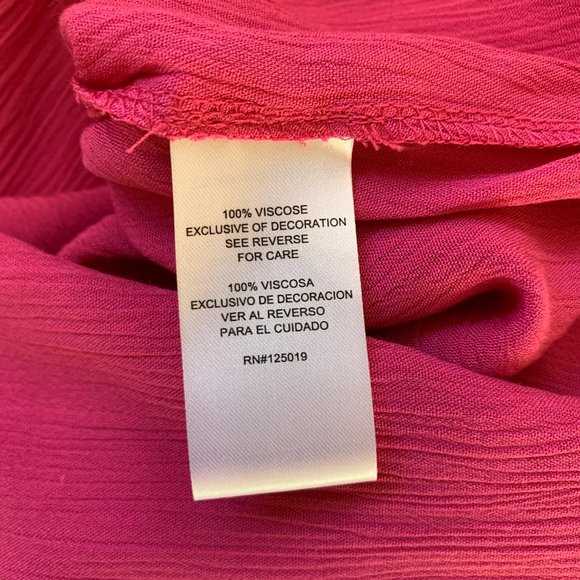 100% VISCOSE
EXCLUSIVE OF DECORATION
SEE REVERSE
FOR CARE
100% VISCOSA
EXCLUSIVO DE DECORACION
VER AL REVERSO
PARA EL CUIDADO
RN#125019